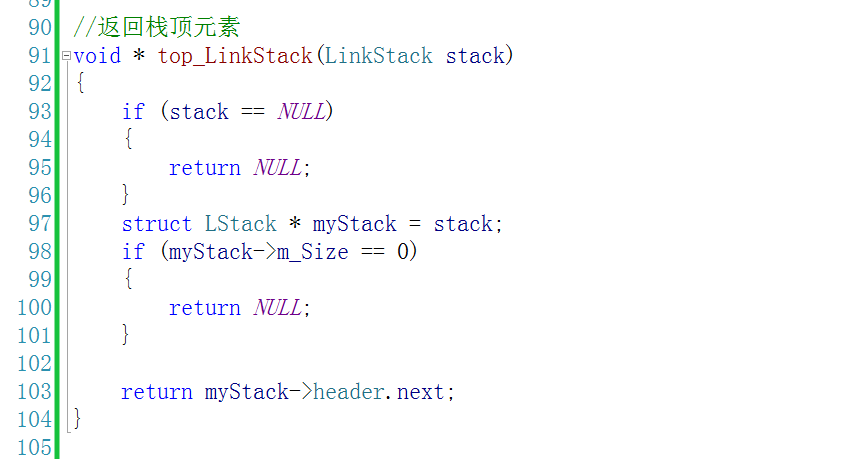 89
90 //返回栈顶元素
91 void * top_LinkStack(LinkStack stack)
92 {
93 if (stack == NULL)
94 {
95 return NULL;
96 }
97 struct LStack * myStack = stack;
98 if (myStack->m_Size == 0)
99 {
100 return NULL;
101 }
102
103 return myStack->header.next;
104 }
105